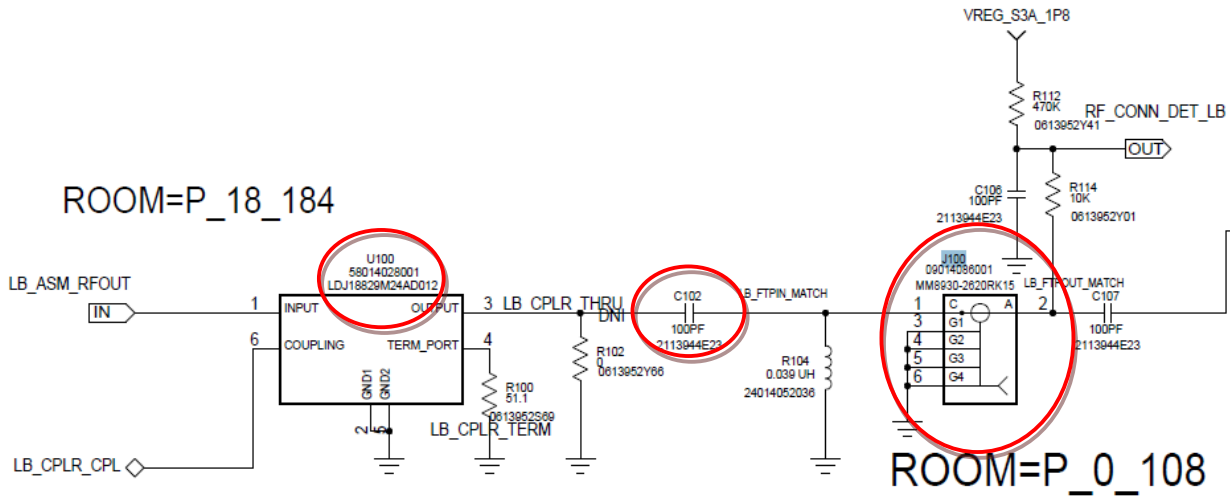 VREG_S3A_1P8
R112
470K
0613952Y41
RF_CONN_DET_LB
OUT
ROOM=P_18_184
C106
100PF
2113944E23
R114
10K
0613952Y01
U100
58014028001
LDJ18829M24AD012
J100
09014086001
MM8930-2620RK15
LB_ASM_RFOUT
IN
1
INPUT
OUTPUT
3
LB_CPLR_THRU
DNI
C102
100PF
2113944E23
LB_FTPIN_MATCH
LB_FTPOUT_MATCH
1
C
A
2
C107
100PF
2113944E23
3
G1
4
G2
5
G3
6
G4
6
COUPLING
TERM_PORT
4
R102
0
0613952Y66
R104
0.039 UH
24014052036
R100
51.1
0613952S69
GND1
GND2
2
5
LB_CPLR_TERM
LB_CPLR_CPL
ROOM=P_0_108